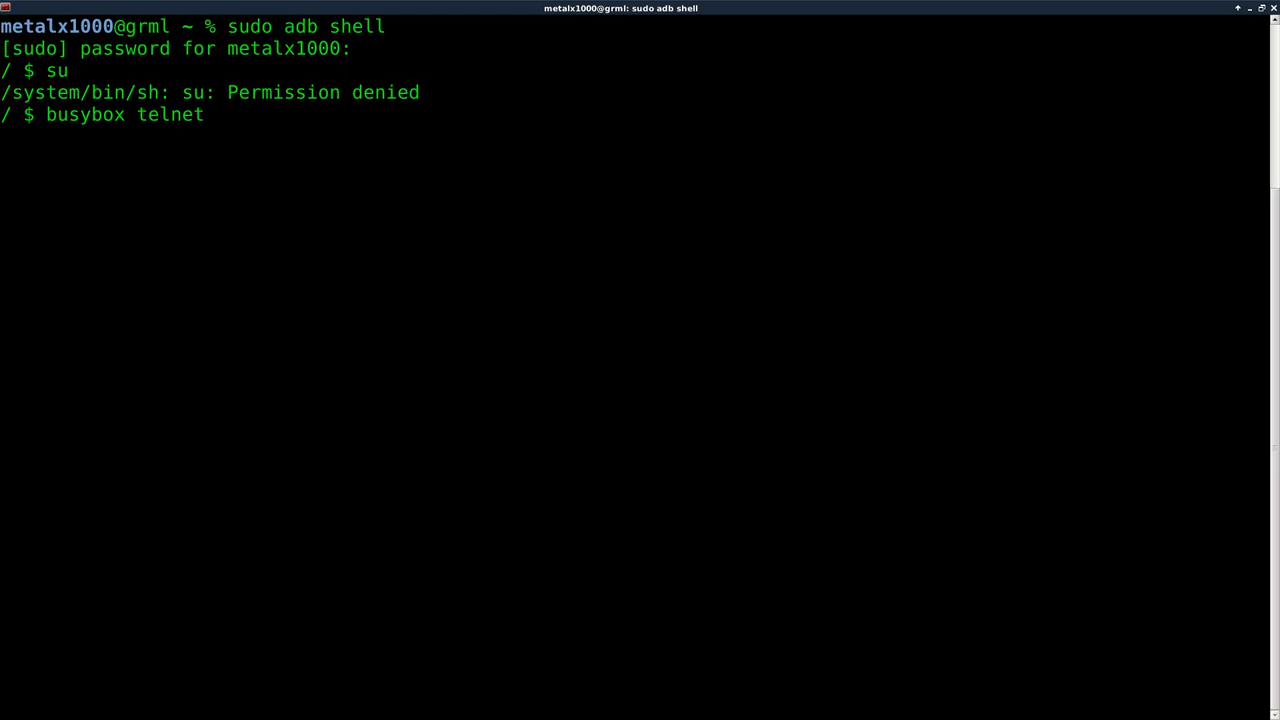 metalx1000@grml: sudo adb shell
metalx1000@grml ~ % sudo adb shell
[sudo] password for metalx1000:
/ $ su
/system/bin/sh: su: Permission denied
/ $ busybox telnet